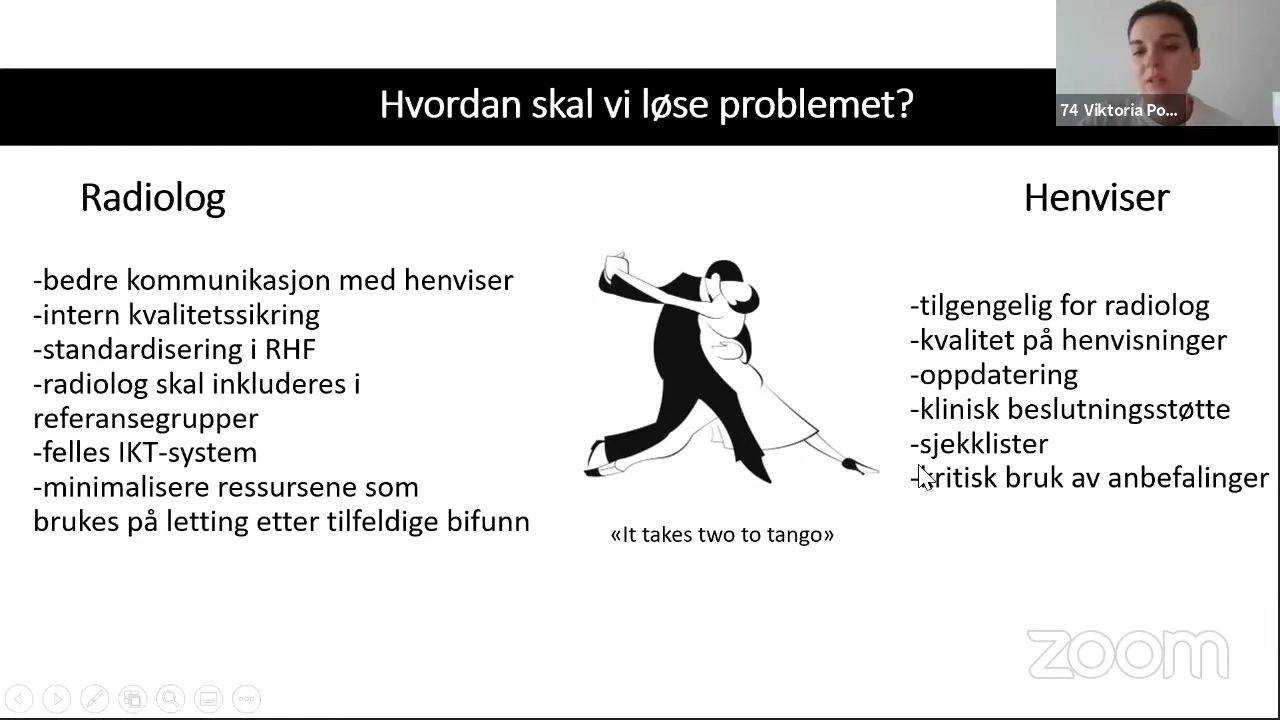 Hvordan skal vi løse problemet?
74 Viktoria Po...
Radiolog
-bedre kommunikasjon med henviser
-intern kvalitetssikring
-standardisering i RHF
-radiolog skal inkluderes i
referansegrupper
-felles IKT-system
-minimalisere ressursene som
brukes på letting etter tilfeldige bifunn
«It takes two to tango»
Henviser
-tilgengelig for radiolog
-kvalitet på henvisninger
-oppdatering
-klinisk beslutningsstøtte
-sjekklister
-kritisk bruk av anbefalinger
zoom